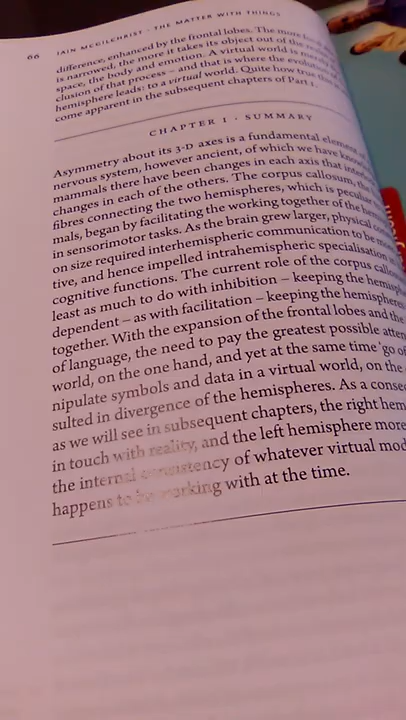 66 IAIN MCGILCHRIST · THE MATTER WITH THINGS
difference, enhanced by the frontal lobes. The more
is narrowed, the more it takes its object out of
space, the body and emotion. A virtual world is
clusion of that process – and that is where the
hemisphere leads: to a virtual world. Quite how true
come apparent in the subsequent chapters of Part I.
CHAPTER 1 · SUMMARY
Asymmetry about its 3-D axes is a fundamental
nervous system, however ancient, of which we have
mammals there have been changes in each axis that
changes in each of the others. The corpus callosum,
fibres connecting the two hemispheres, which is
mals, began by facilitating the working together of the
in sensorimotor tasks. As the brain grew larger, physical
on size required interhemispheric communication to be
tive, and hence impelled intrahemispheric specialisation
cognitive functions. The current role of the corpus
least as much to do with inhibition – keeping the
dependent – as with facilitation – keeping the
together. With the expansion of the frontal lobes and the
of language, the need to pay the greatest possible
world, on the one hand, and yet at the same time 'go
nipulate symbols and data in a virtual world, on the
sulted in divergence of the hemispheres. As a
as we will see in subsequent chapters, the right
in touch with reality, and the left hemisphere more
the internal consistency of whatever virtual
happens to be working with at the time.